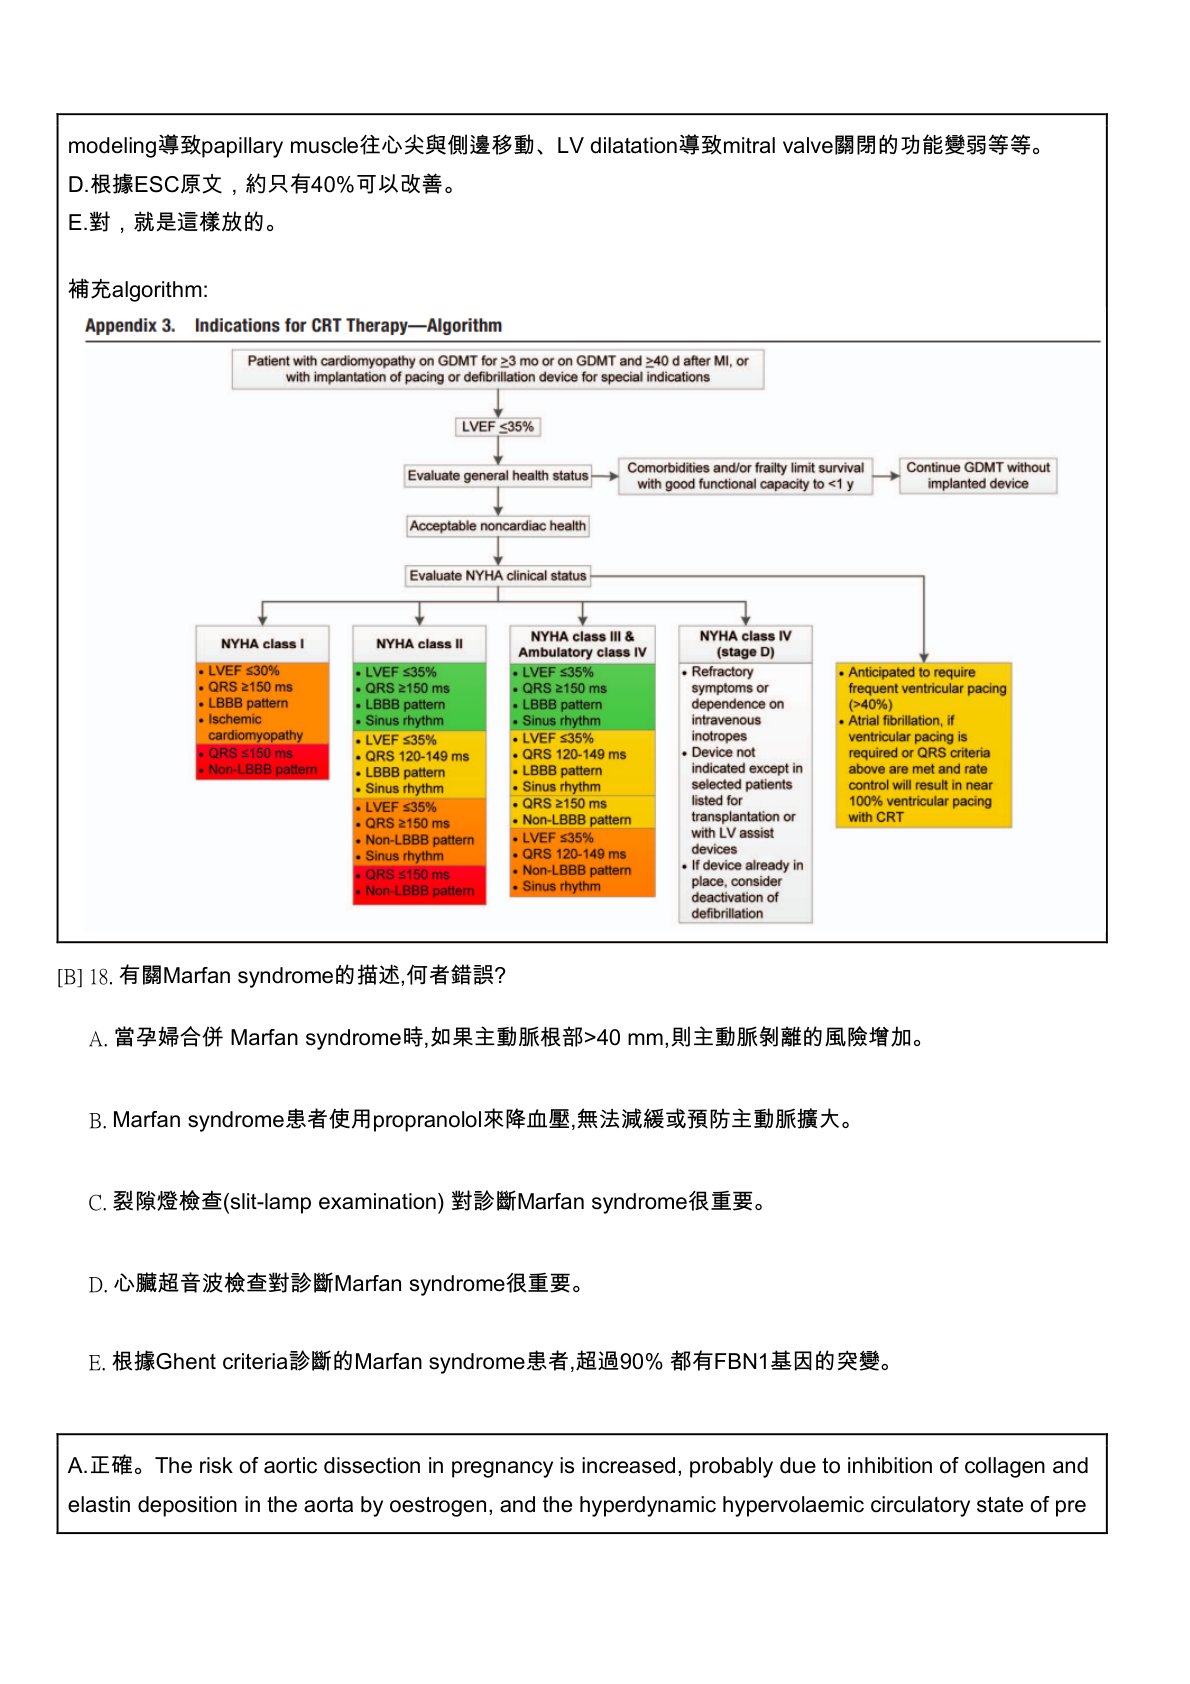 modeling導致papillary muscle往心尖與側邊移動、LV dilatation導致mitral valve關閉的功能變弱等等。
D.根據ESC原文，約只有40%可以改善。
E.對，就是這樣放的。
補充algorithm:
Appendix 3. Indications for CRT Therapy—Algorithm
Patient with cardiomyopathy on GDMT for ≥3 mo or on GDMT and ≥40 d after MI, or
with implantation of pacing or defibrillation device for special indications
LVEF ≤35%
Evaluate general health status
Comorbidities and/or frailty limit survival
with good functional capacity to <1 y
Continue GDMT without
implanted device
Acceptable noncardiac health
Evaluate NYHA clinical status
NYHA class I
• LVEF ≤30%
• QRS ≥150 ms
• LBBB pattern
• Ischemic
cardiomyopathy
• QRS ≤150 ms
• Non-LBBB pattern
NYHA class II
• LVEF ≤35%
• QRS ≥150 ms
• LBBB pattern
• Sinus rhythm
• LVEF ≤35%
• QRS 120-149 ms
• LBBB pattern
• Sinus rhythm
• LVEF ≤35%
• QRS ≥150 ms
• Non-LBBB pattern
• Sinus rhythm
• QRS ≤150 ms
• Non-LBBB pattern
NYHA class III &
Ambulatory class IV
• LVEF ≤35%
• QRS ≥150 ms
• LBBB pattern
• Sinus rhythm
• LVEF ≤35%
• QRS 120-149 ms
• LBBB pattern
• Sinus rhythm
• QRS ≥150 ms
• Non-LBBB pattern
• LVEF ≤35%
• QRS 120-149 ms
• Non-LBBB pattern
• Sinus rhythm
NYHA class IV
(stage D)
• Refractory
symptoms or
dependence on
intravenous
inotropes
• Device not
indicated except in
selected patients
listed for
transplantation or
with LV assist
devices
• If device already in
place, consider
deactivation of
defibrillation
• Anticipated to require
frequent ventricular pacing
(>40%)
• Atrial fibrillation, if
ventricular pacing is
required or QRS criteria
above are met and rate
control will result in near
100% ventricular pacing
with CRT
[B] 18. 有關Marfan syndrome的描述,何者錯誤?
A. 當孕婦合併 Marfan syndrome時,如果主動脈根部>40 mm,則主動脈剝離的風險增加。
B. Marfan syndrome患者使用propranolol來降血壓,無法減緩或預防主動脈擴大。
C. 裂隙燈檢查(slit-lamp examination) 對診斷Marfan syndrome很重要。
D. 心臟超音波檢查對診斷Marfan syndrome很重要。
E. 根據Ghent criteria診斷的Marfan syndrome患者,超過90% 都有FBN1基因的突變。
A.正確。The risk of aortic dissection in pregnancy is increased, probably due to inhibition of collagen and
elastin deposition in the aorta by oestrogen, and the hyperdynamic hypervolaemic circulatory state of pre